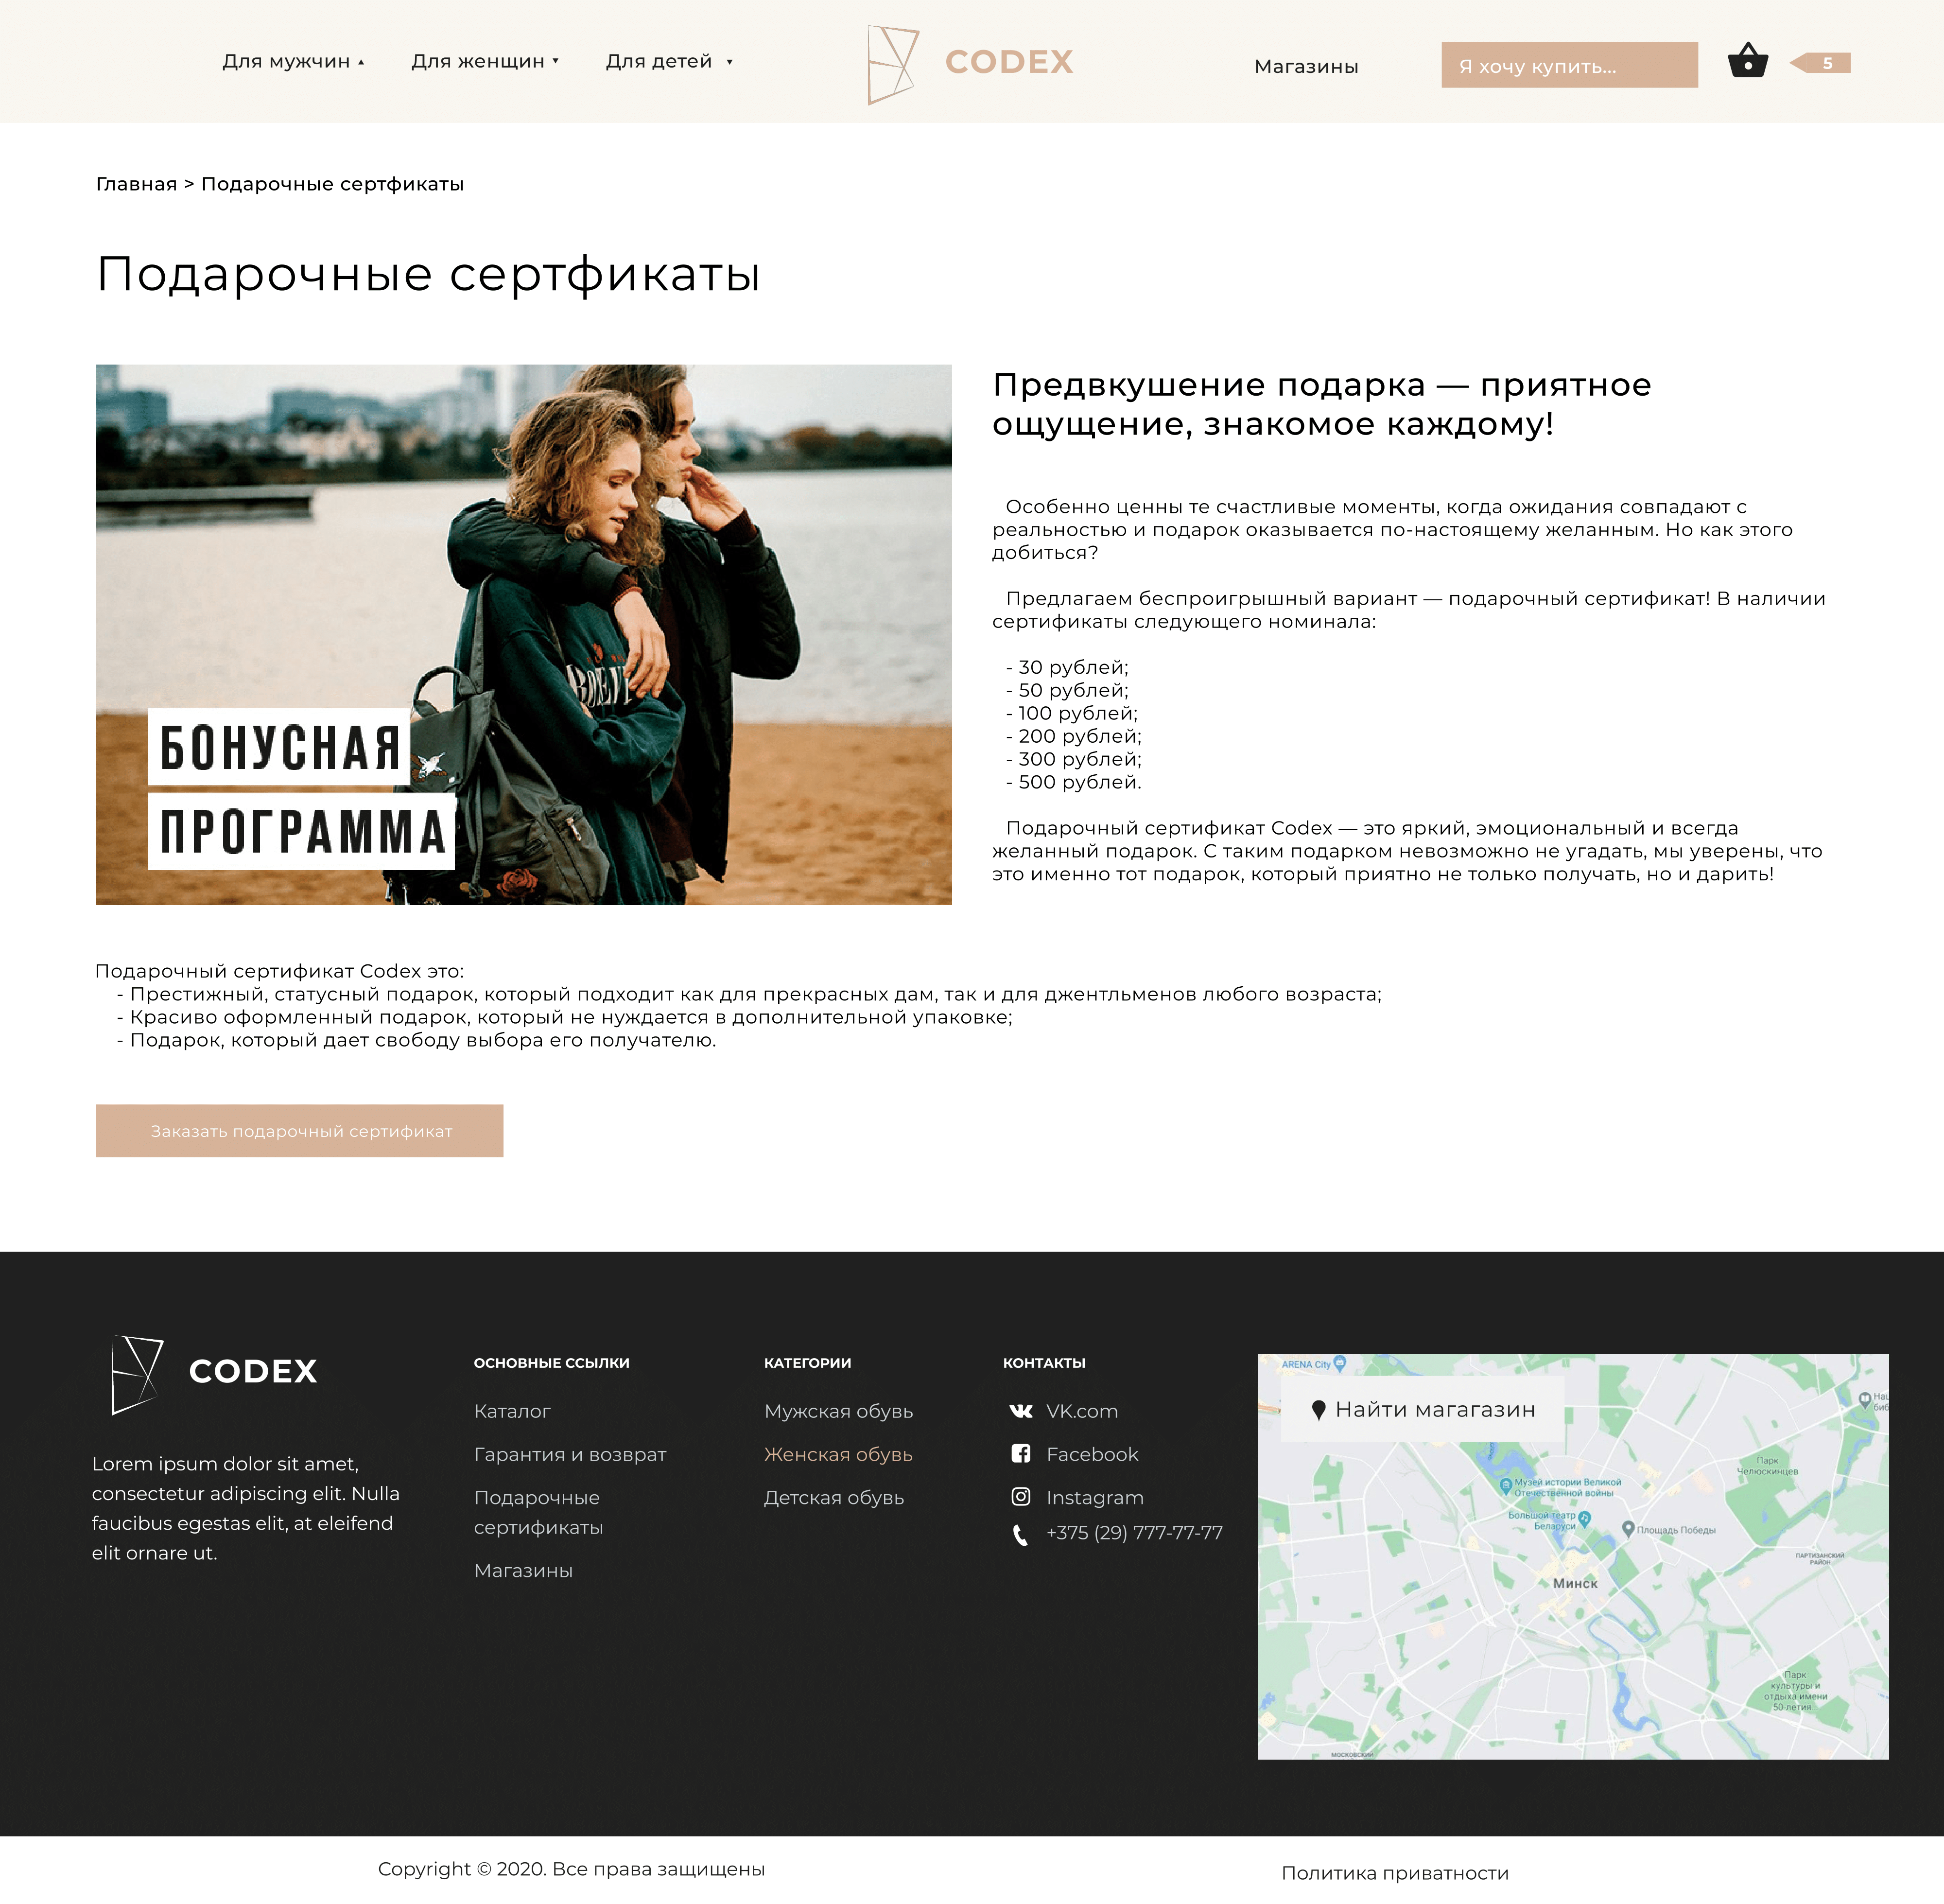 Для мужчин ▴ Для женщин ▾ Для детей ▾ CODEX Магазины Я хочу купить... 5
Главная > Подарочные сертфикаты
Подарочные сертфикаты
Предвкушение подарка — приятное
ощущение, знакомое каждому!
Особенно ценны те счастливые моменты, когда ожидания совпадают с
реальностью и подарок оказывается по-настоящему желанным. Но как этого
добиться?
Предлагаем беспроигрышный вариант — подарочный сертификат! В наличии
сертификаты следующего номинала:
- 30 рублей;
- 50 рублей;
- 100 рублей;
- 200 рублей;
- 300 рублей;
- 500 рублей.
Подарочный сертификат Codex — это яркий, эмоциональный и всегда
желанный подарок. С таким подарком невозможно не угадать, мы уверены, что
это именно тот подарок, который приятно не только получать, но и дарить!
БОНУСНАЯ
ПРОГРАММА
Подарочный сертификат Codex это:
- Престижный, статусный подарок, который подходит как для прекрасных дам, так и для джентльменов любого возраста;
- Красиво оформленный подарок, который не нуждается в дополнительной упаковке;
- Подарок, который дает свободу выбора его получателю.
Заказать подарочный сертификат
CODEX
Lorem ipsum dolor sit amet,
consectetur adipiscing elit. Nulla
faucibus egestas elit, at eleifend
elit ornare ut.
ОСНОВНЫЕ ССЫЛКИ
Каталог
Гарантия и возврат
Подарочные
сертификаты
Магазины
КАТЕГОРИИ
Мужская обувь
Женская обувь
Детская обувь
КОНТАКТЫ
VK.com
Facebook
Instagram
+375 (29) 777-77-77
ARENA City
Найти магагазин
Парк
Челюскинцев
Музей истории Великой
Отечественной войны
Большой театр
Беларуси
Площадь Победы
ПАРТИЗАНСКИЙ
РАЙОН
Минск
Парк
культуры и
отдыха имени
50-летия...
МОСКОВСКИЙ
Copyright © 2020. Все права защищены
Политика приватности